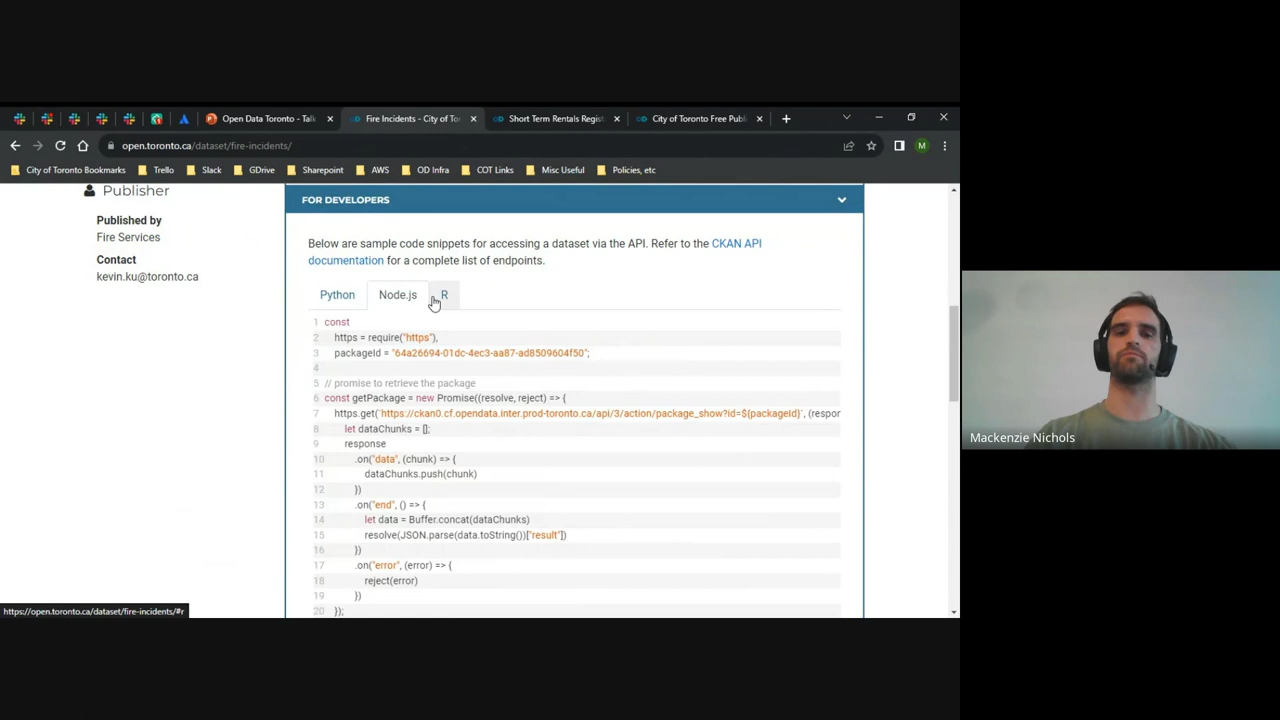 Open Data Toronto - Talk
Fire Incidents - City of Tor
Short Term Rentals Regist
City of Toronto Free Publ
open.toronto.ca/dataset/fire-incidents/
M
City of Toronto Bookmarks
Trello
Slack
GDrive
Sharepoint
AWS
OD Infra
COT Links
Misc Useful
Policies, etc
Publisher
Published by
Fire Services
Contact
kevin.ku@toronto.ca
FOR DEVELOPERS
Below are sample code snippets for accessing a dataset via the API. Refer to the CKAN API
documentation for a complete list of endpoints.
Python
Node.js
R
1 const
2 https = require("https"),
3 packageId = "64a26694-01dc-4ec3-aa87-ad8509604f50";
4
5 // promise to retrieve the package
6 const getPackage = new Promise((resolve, reject) => {
7 https.get(`https://ckan0.cf.opendata.inter.prod-toronto.ca/api/3/action/package_show?id=${packageId}`, (respor
8 let dataChunks = [];
9 response
10 .on("data", (chunk) => {
11 dataChunks.push(chunk)
12 })
13 .on("end", () => {
14 let data = Buffer.concat(dataChunks)
15 resolve(JSON.parse(data.toString())["result"])
16 })
17 .on("error", (error) => {
18 reject(error)
19 })
20 });
https://open.toronto.ca/dataset/fire-incidents/#r
Mackenzie Nichols